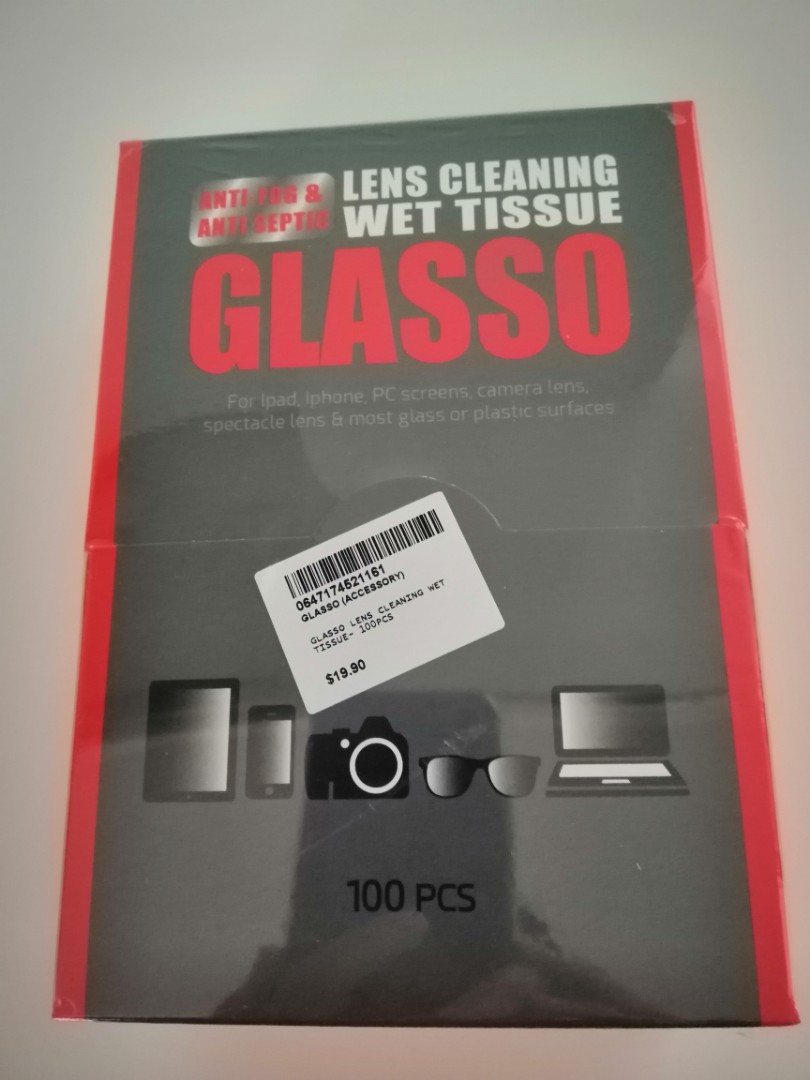 ANTI FOG &
ANTI SEPTIC
LENS CLEANING
WET TISSUE
GLASSO
For Ipad, Iphone, PC screens, camera lens,
spectacle lens & most glass or plastic surfaces
0647174521161
GLASSO (ACCESSORY)
GLASSO LENS CLEANING WET
TISSUE- 100PCS
$19.90
100 PCS